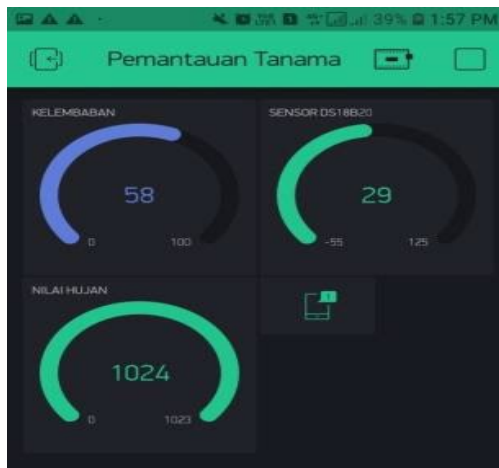 39% 1:57 PM
Pemantauan Tanama
KELEMBABAN
58
0 100
SENSOR DS18B20
29
-55 125
NILAI HUJAN
1024
0 1023